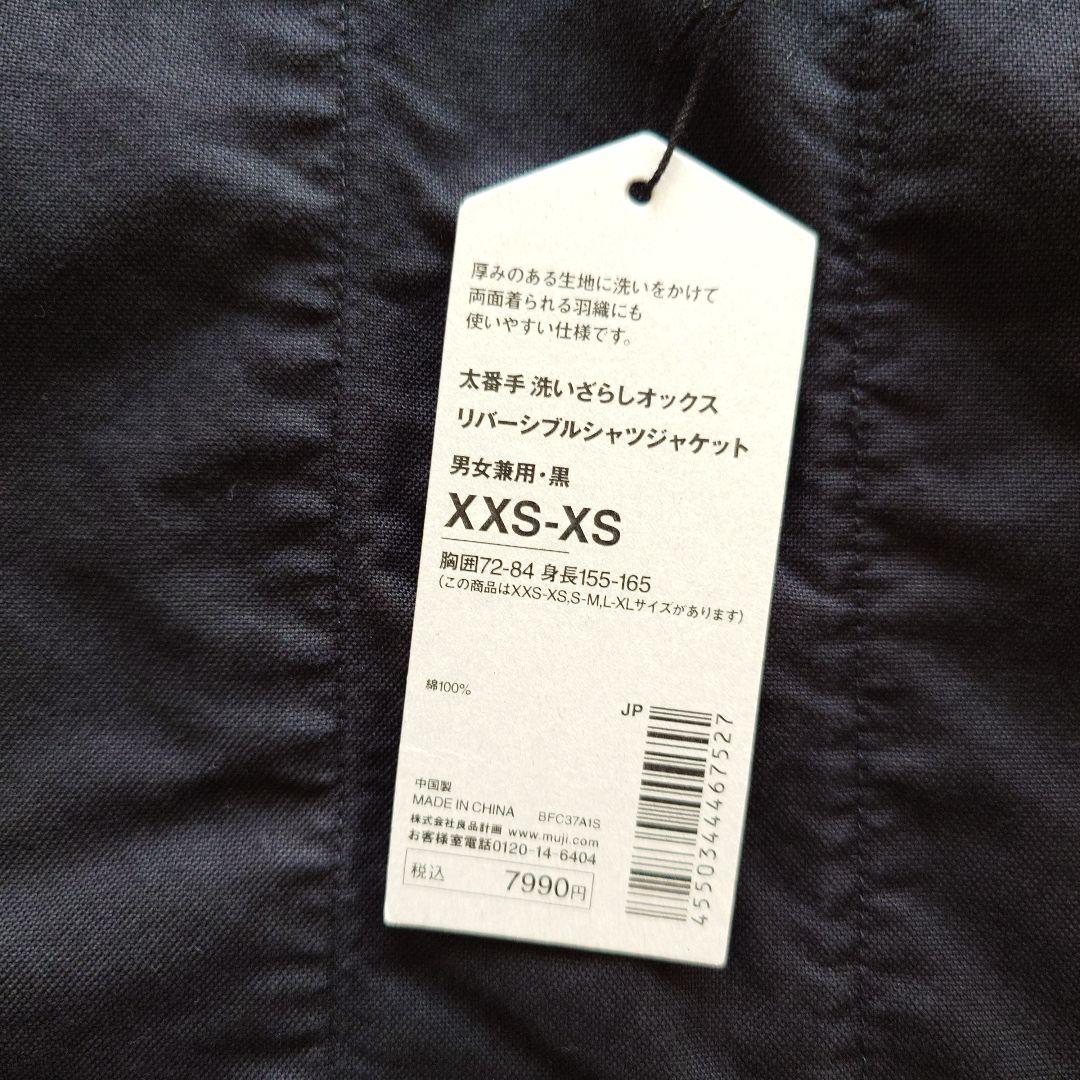 厚みのある生地に洗いをかけて
両面着られる羽織にも
使いやすい仕様です。
太番手 洗いざらしオックス
リバーシブルシャツジャケット
男女兼用・黒
XXS-XS
胸囲72-84 身長155-165
(この商品はXXS-XS,S-M,L-XLサイズがあります)
綿100%
JP
4550344467527
中国製
MADE IN CHINA BFC37A1S
株式会社良品計画 www.muji.com
お客様室電話0120-14-6404
税込 7990円